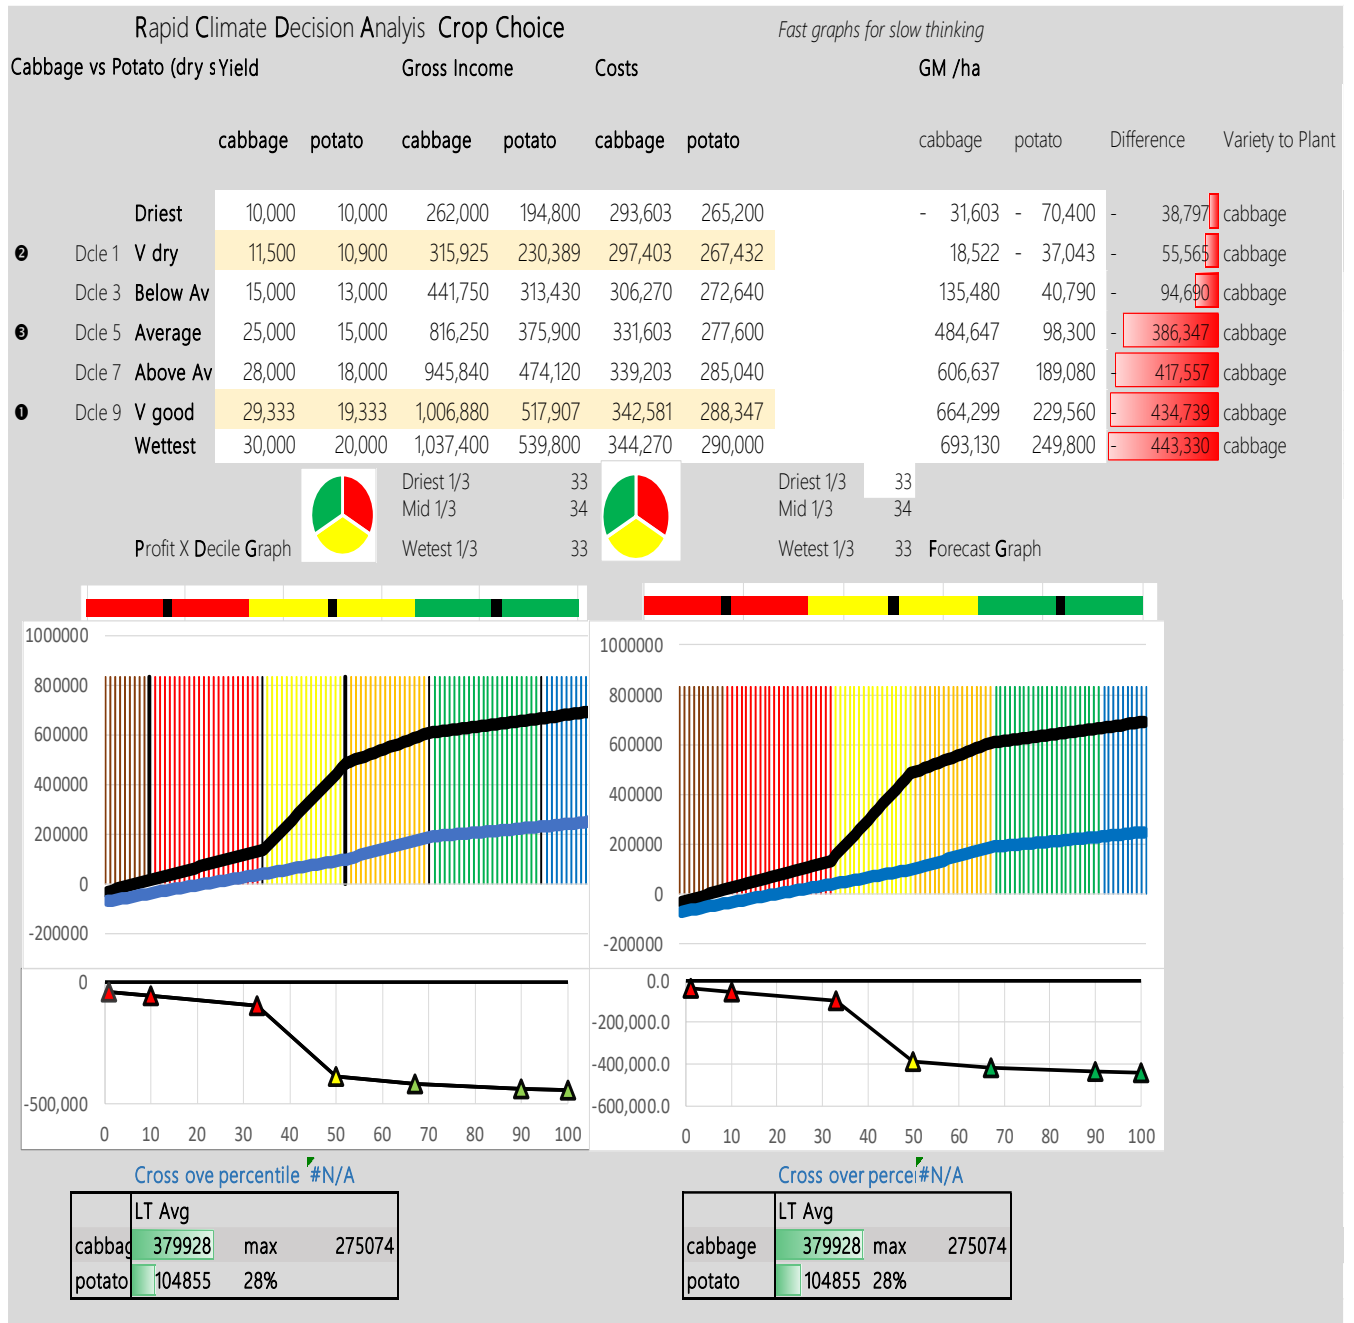 Rapid Climate Decision Analyis Crop Choice Fast graphs for slow thinking
Cabbage vs Potato (dry s Yield Gross Income Costs GM /ha
cabbage potato cabbage potato cabbage potato cabbage potato Difference Variety to Plant
Driest 10,000 10,000 262,000 194,800 293,603 265,200 - 31,603 - 70,400 - 38,797 cabbage
❷ Dcle 1 V dry 11,500 10,900 315,925 230,389 297,403 267,432 18,522 - 37,043 - 55,565 cabbage
Dcle 3 Below Av 15,000 13,000 441,750 313,430 306,270 272,640 135,480 40,790 - 94,690 cabbage
❸ Dcle 5 Average 25,000 15,000 816,250 375,900 331,603 277,600 484,647 98,300 - 386,347 cabbage
Dcle 7 Above Av 28,000 18,000 945,840 474,120 339,203 285,040 606,637 189,080 - 417,557 cabbage
❶ Dcle 9 V good 29,333 19,333 1,006,880 517,907 342,581 288,347 664,299 229,560 - 434,739 cabbage
Wettest 30,000 20,000 1,037,400 539,800 344,270 290,000 693,130 249,800 - 443,330 cabbage
Driest 1/3 33 Driest 1/3 33
Mid 1/3 34 Mid 1/3 34
Profit X Decile Graph Wetest 1/3 33 Wetest 1/3 33 Forecast Graph
1000000
800000
600000
400000
200000
0
-200000
1000000
800000
600000
400000
200000
0
-200000
0
-500,000
0 10 20 30 40 50 60 70 80 90 100
0.0
-200,000.0
-400,000.0
-600,000.0
0 10 20 30 40 50 60 70 80 90 100
Cross ove percentile #N/A Cross over percei #N/A
LT Avg
cabbag 379928 max 275074
potato 104855 28%
LT Avg
cabbage 379928 max 275074
potato 104855 28%